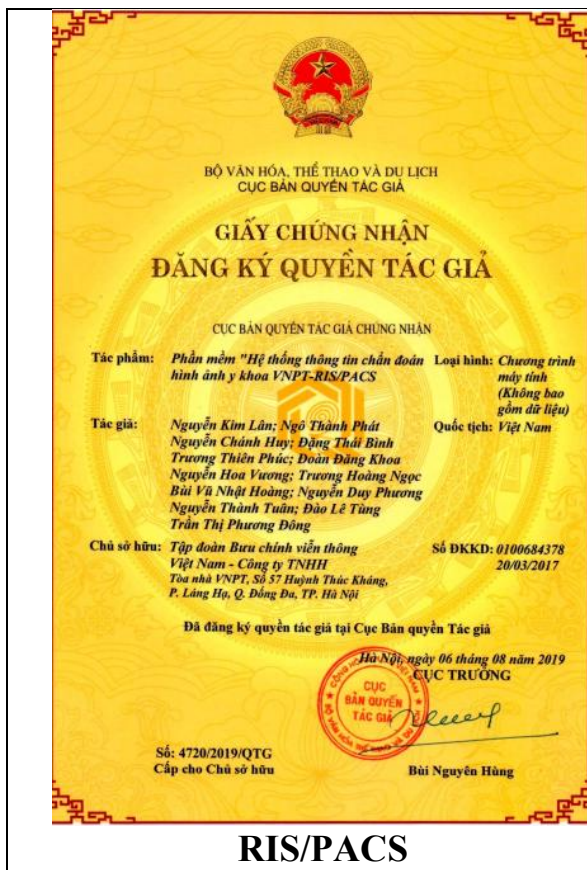 BỘ VĂN HÓA, THỂ THAO VÀ DU LỊCH
CỤC BẢN QUYỀN TÁC GIẢ
GIẤY CHỨNG NHẬN
ĐĂNG KÝ QUYỀN TÁC GIẢ
CỤC BẢN QUYỀN TÁC GIẢ CHỨNG NHẬN
Tác phẩm: Phần mềm "Hệ thống thông tin chẩn đoán hình ảnh y khoa VNPT-RIS/PACS
Loại hình: Chương trình máy tính (Không bao gồm dữ liệu)
Tác giả: Nguyễn Kim Lân; Ngô Thành Phát
Nguyễn Chánh Huy; Đặng Thái Bình
Trương Thiên Phúc; Đoàn Đăng Khoa
Nguyễn Hoa Vương; Trương Hoàng Ngọc
Bùi Vũ Nhật Hoàng; Nguyễn Duy Phương
Nguyễn Thành Tuân; Đào Lê Tùng
Trần Thị Phương Đông
Quốc tịch: Việt Nam
Chủ sở hữu: Tập đoàn Bưu chính viễn thông
Việt Nam - Công ty TNHH
Tòa nhà VNPT, Số 57 Huỳnh Thúc Kháng,
P. Láng Hạ, Q. Đống Đa, TP. Hà Nội
Số ĐKKD: 0100684378
20/03/2017
Đã đăng ký quyền tác giả tại Cục Bản quyền Tác giả
Hà Nội, ngày 06 tháng 08 năm 2019
CỤC TRƯỞNG
CỤC
BẢN QUYỀN
TÁC GIẢ
Số: 4720/2019/QTG
Cấp cho Chủ sở hữu
Bùi Nguyên Hùng
RIS/PACS